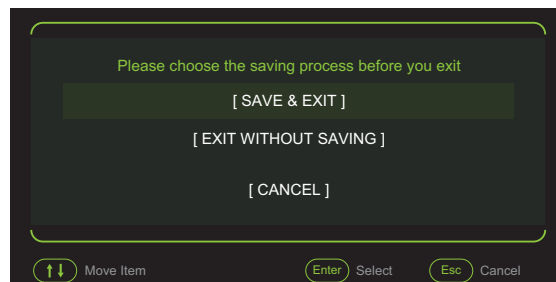 Please choose the saving process before you exit
[ SAVE & EXIT ]
[ EXIT WITHOUT SAVING ]
[ CANCEL ]
↑↓ Move Item Enter Select Esc Cancel